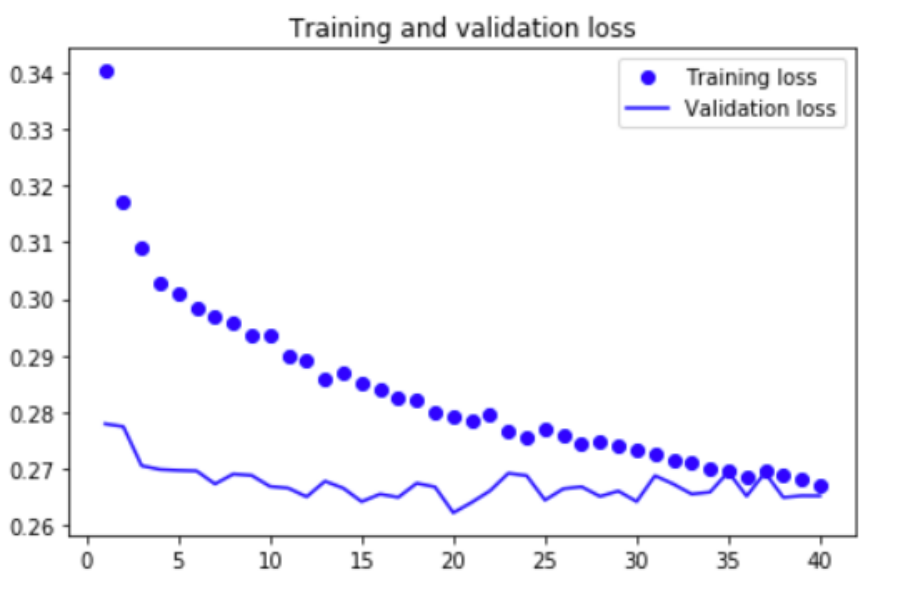 Training and validation loss
Training loss
Validation loss
0.34
0.33
0.32
0.31
0.30
0.29
0.28
0.27
0.26
0 5 10 15 20 25 30 35 40